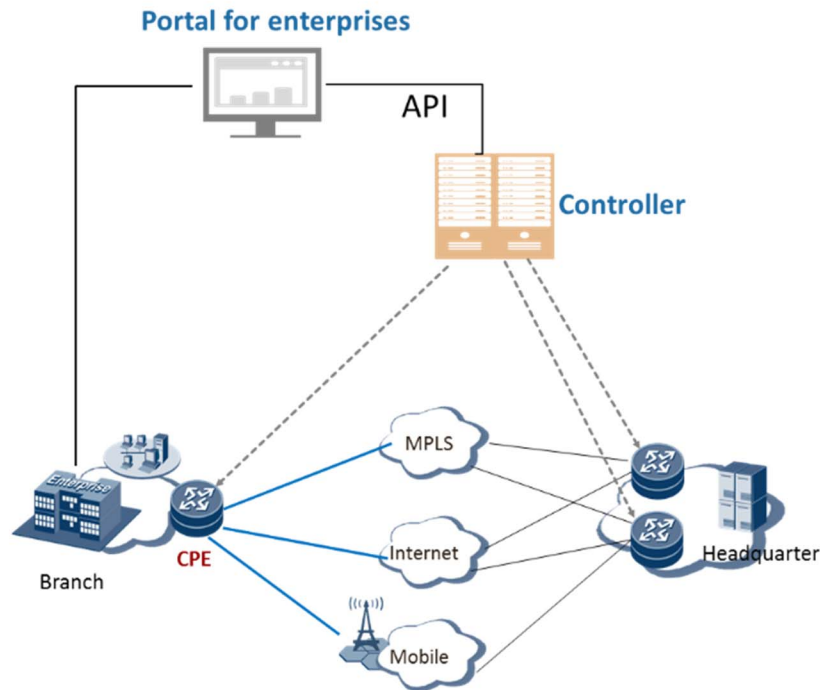 Portal for enterprises
API
Controller
MPLS
Enterprise
Internet
Headquarter
CPE
Branch
Mobile